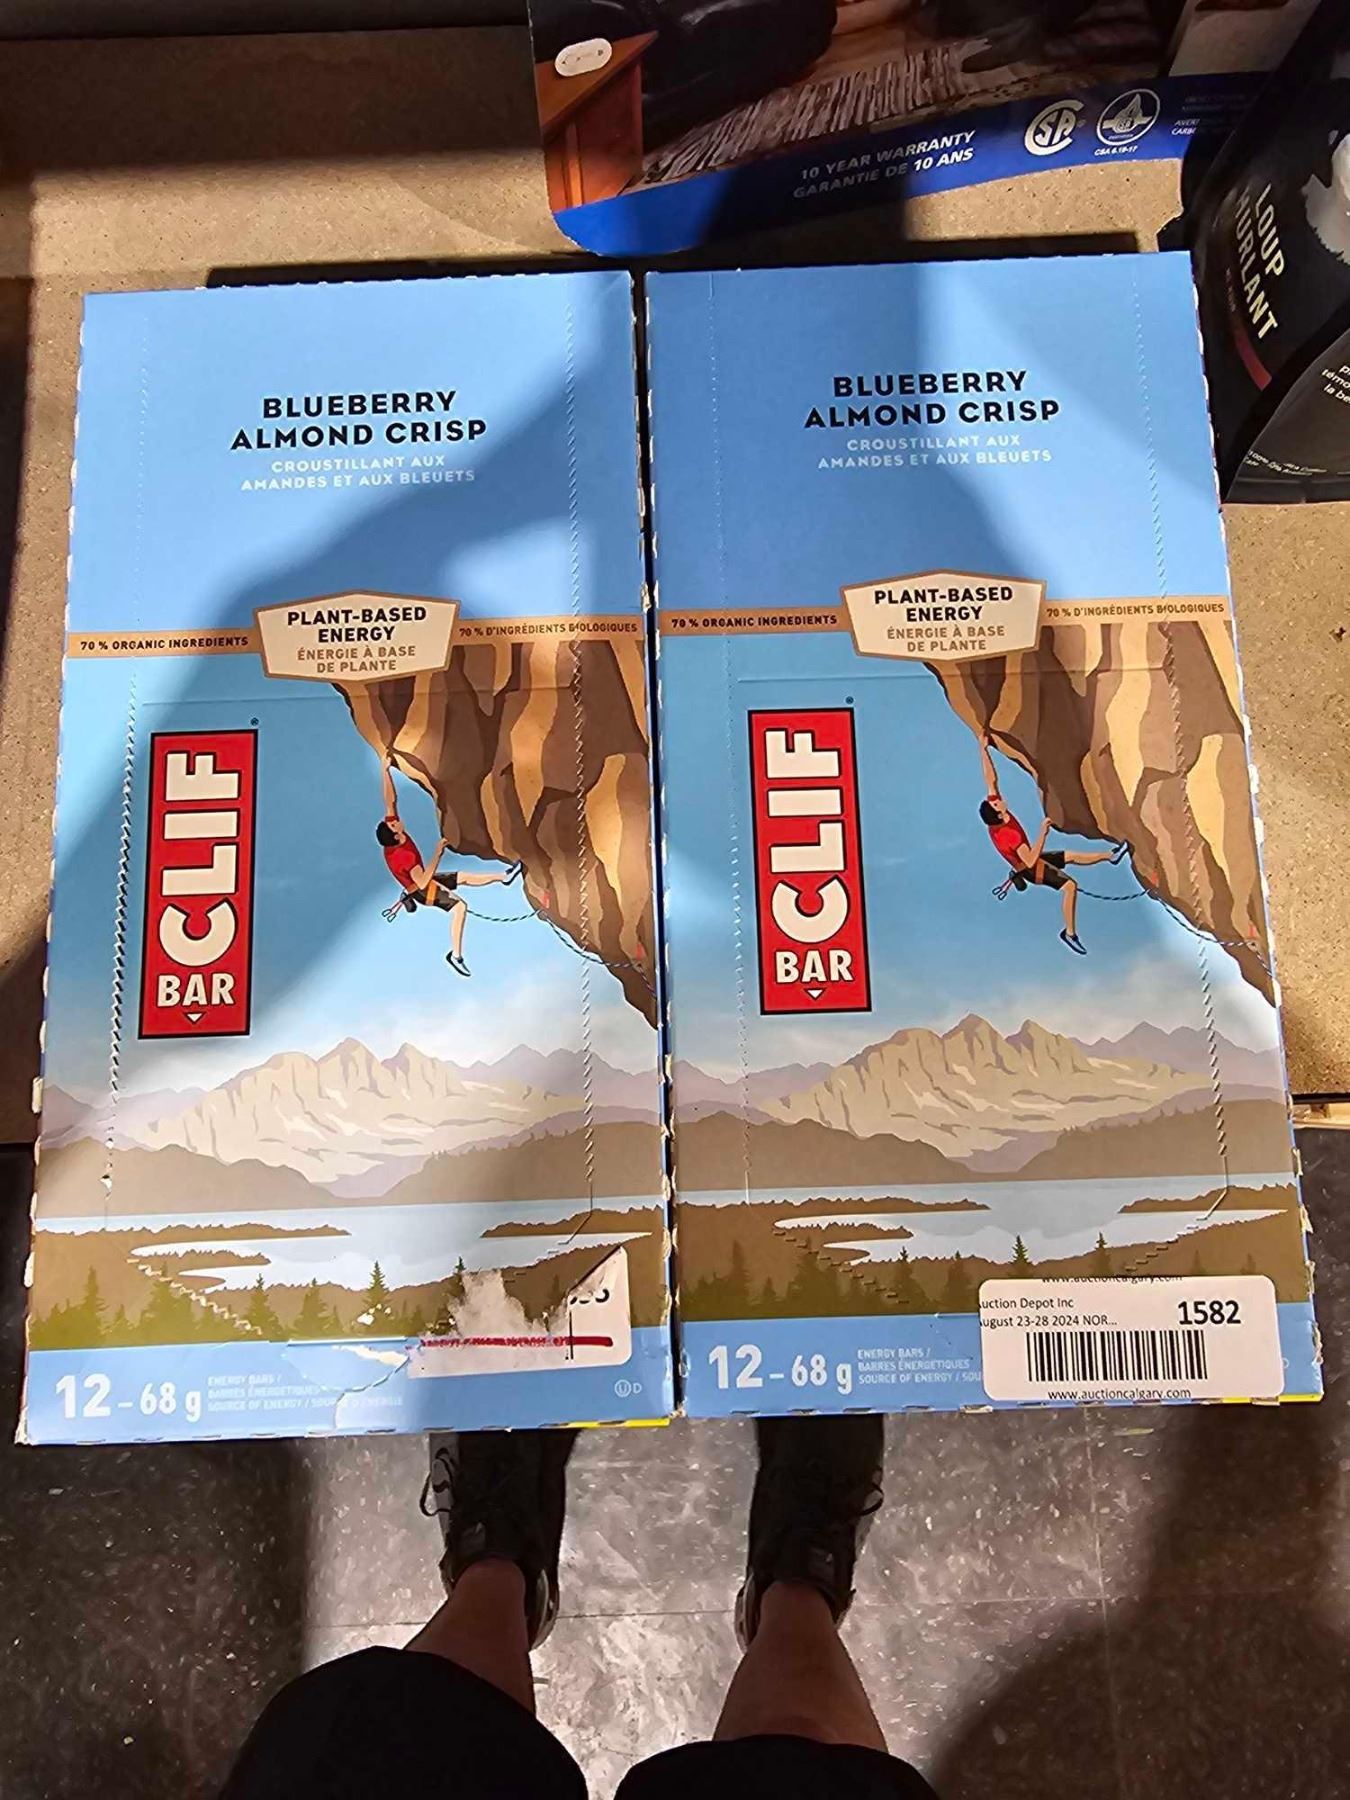 10 YEAR WARRANTY
GARANTIE DE 10 ANS
CSA 6.19-17
LOUP
HURLANT
BLUEBERRY
ALMOND CRISP
CROUSTILLANT AUX
AMANDES ET AUX BLEUETS
70 % ORGANIC INGREDIENTS
PLANT-BASED
ENERGY
ÉNERGIE À BASE
DE PLANTE
70 % D'INGRÉDIENTS BIOLOGIQUES
CLIF
BAR
12 - 68 g
ENERGY BARS /
BARRES ÉNERGÉTIQUES
SOURCE OF ENERGY /
BLUEBERRY
ALMOND CRISP
CROUSTILLANT AUX
AMANDES ET AUX BLEUETS
70 % ORGANIC INGREDIENTS
PLANT-BASED
ENERGY
ÉNERGIE À BASE
DE PLANTE
70 % D'INGRÉDIENTS BIOLOGIQUES
CLIF
BAR
12 - 68 g
ENERGY BARS /
BARRES ÉNERGÉTIQUES
SOURCE OF ENERGY / SOU
www.auctioncalgary.com
uction Depot Inc
ugust 23-28 2024 NOR...
1582
www.auctioncalgary.com